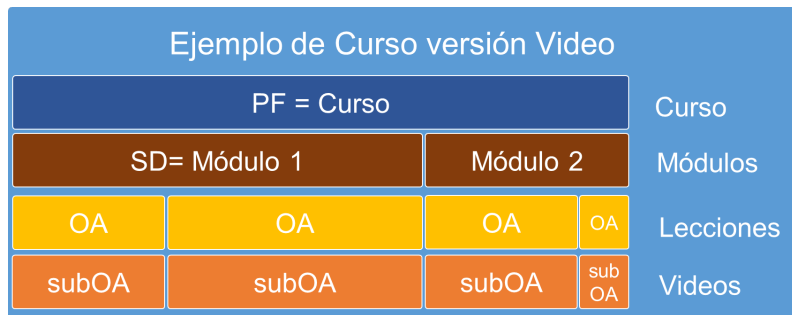 Ejemplo de Curso versión Video
PF = Curso
Curso
SD= Módulo 1
Módulo 2
Módulos
OA
OA
OA
OA
Lecciones
subOA
subOA
subOA
sub
OA
Videos